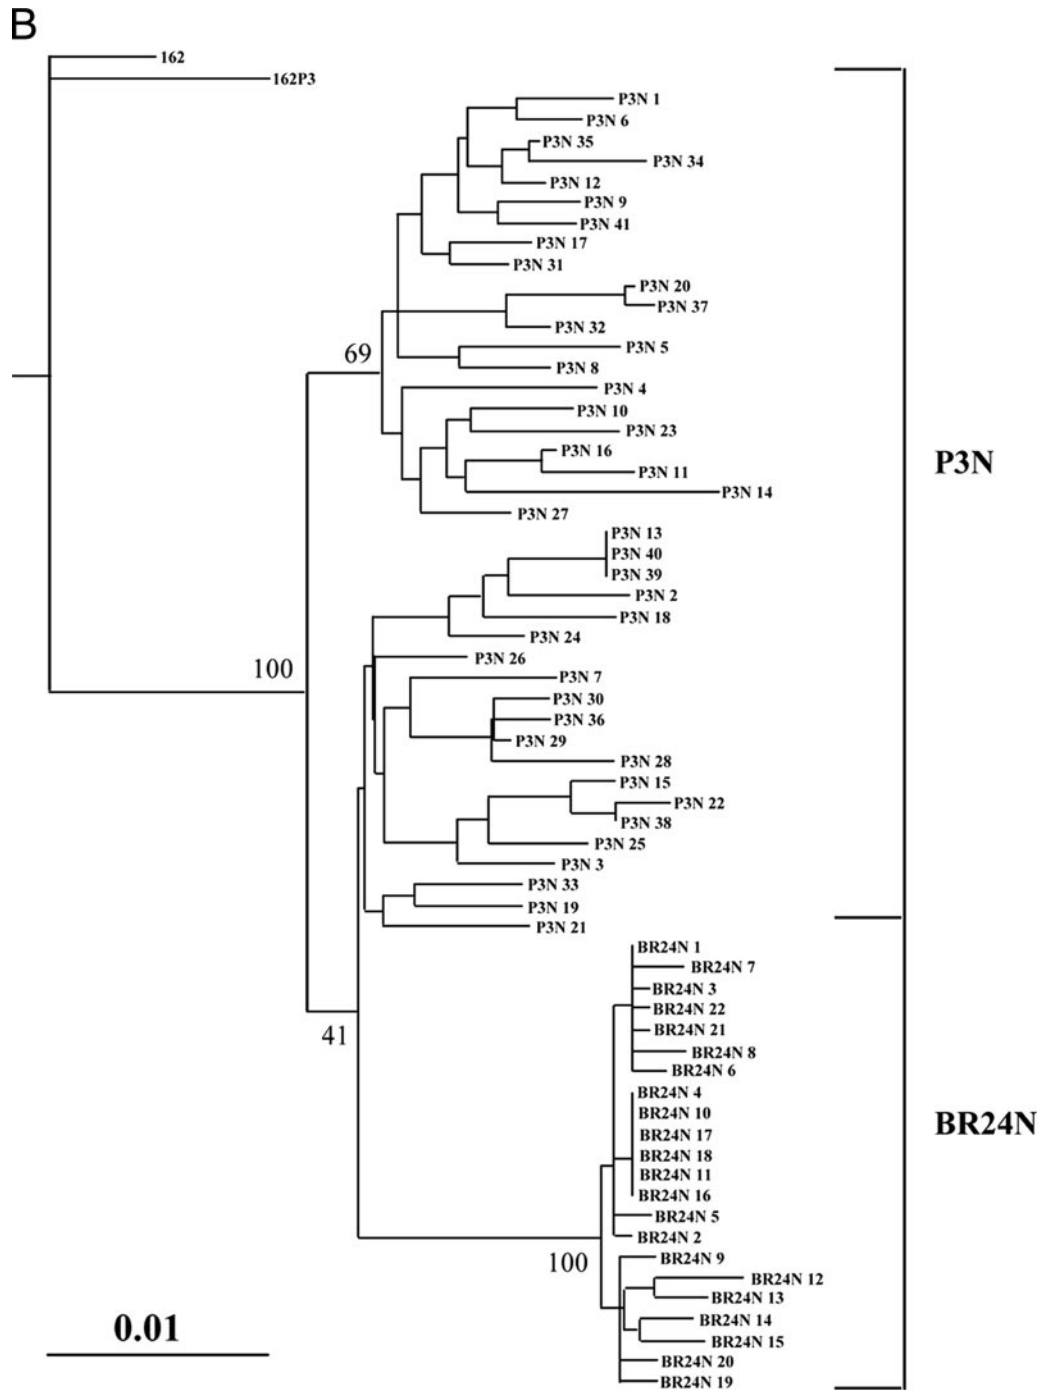 B
162
162P3
P3N 1
P3N 6
P3N 35
P3N 34
P3N 12
P3N 9
P3N 41
P3N 17
P3N 31
P3N 20
P3N 37
P3N 32
69
P3N 5
P3N 8
P3N 4
P3N 10
P3N 23
P3N 16
P3N
P3N 11
P3N 14
P3N 27
P3N 13
P3N 40
P3N 39
P3N 2
P3N 18
P3N 24
P3N 26
100
P3N 7
P3N 30
P3N 36
P3N 29
P3N 28
P3N 15
P3N 22
P3N 38
P3N 25
P3N 3
P3N 33
P3N 19
P3N 21
BR24N 1
BR24N 7
BR24N 3
BR24N 22
BR24N 21
41
BR24N 8
BR24N 6
BR24N 4
BR24N 10
BR24N
BR24N 17
BR24N 18
BR24N 11
BR24N 16
BR24N 5
BR24N 2
BR24N 9
100
BR24N 12
BR24N 13
BR24N 14
0.01
BR24N 15
BR24N 20
BR24N 19